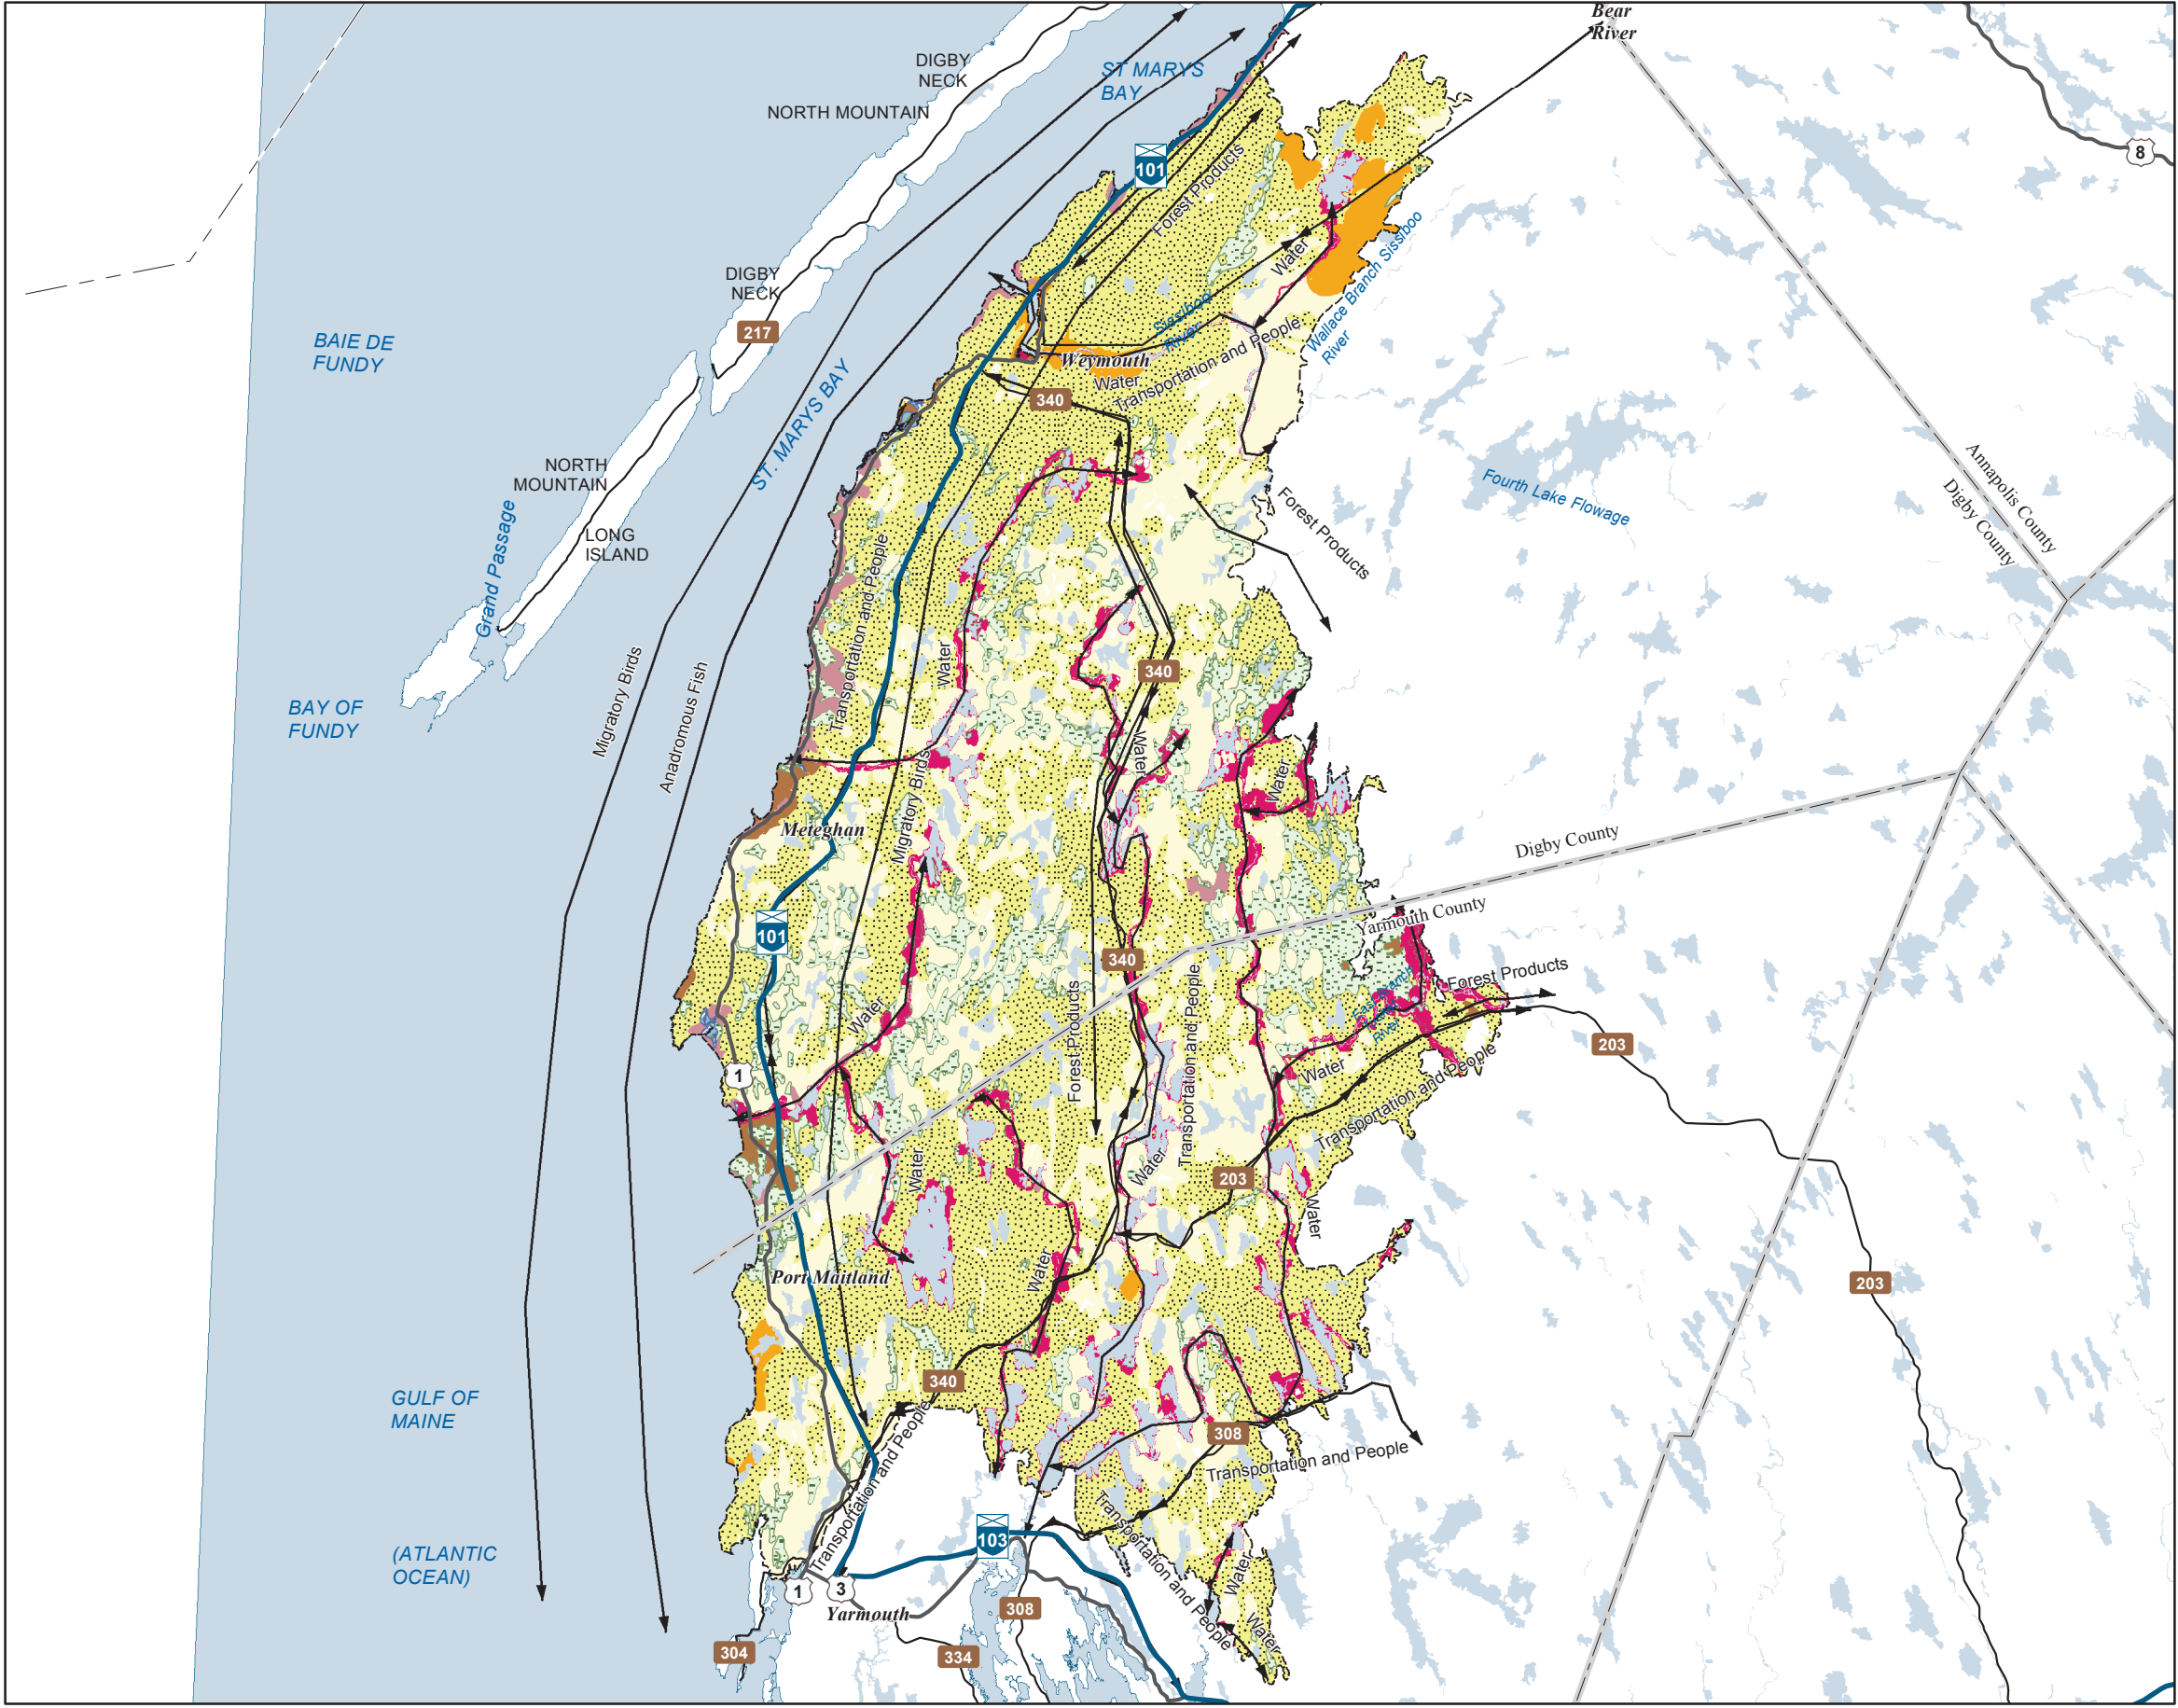 Bear
River
DIGBY
NECK
ST MARYS
BAY
NORTH MOUNTAIN
8
101
Forest Products
Water
Wallace Branch Sissiboo
River
DIGBY
NECK
217
Sissiboo
River
BAIE DE
FUNDY
Weymouth
Transportation and People
Water
340
ST. MARYS BAY
Annapolis County
Digby County
NORTH
MOUNTAIN
Fourth Lake Flowage
Forest Products
LONG
ISLAND
Grand Passage
Transportation and People
Water
340
Migratory Birds
Anadromous Fish
BAY OF
FUNDY
Water
Water
Migratory Birds
Meteghan
Digby County
Yarmouth County
101
340
Forest Products
East Branch
River
Water
Forest Products
Transportation and People
203
Water
Transportation and People
1
Water
Water
203
Water
Water
Port Maitland
203
340
GULF OF
MAINE
308
Transportation and People
Transportation and People
Transportation and People
103
(ATLANTIC
OCEAN)
Water
1
3
Yarmouth
308
Water
304
334